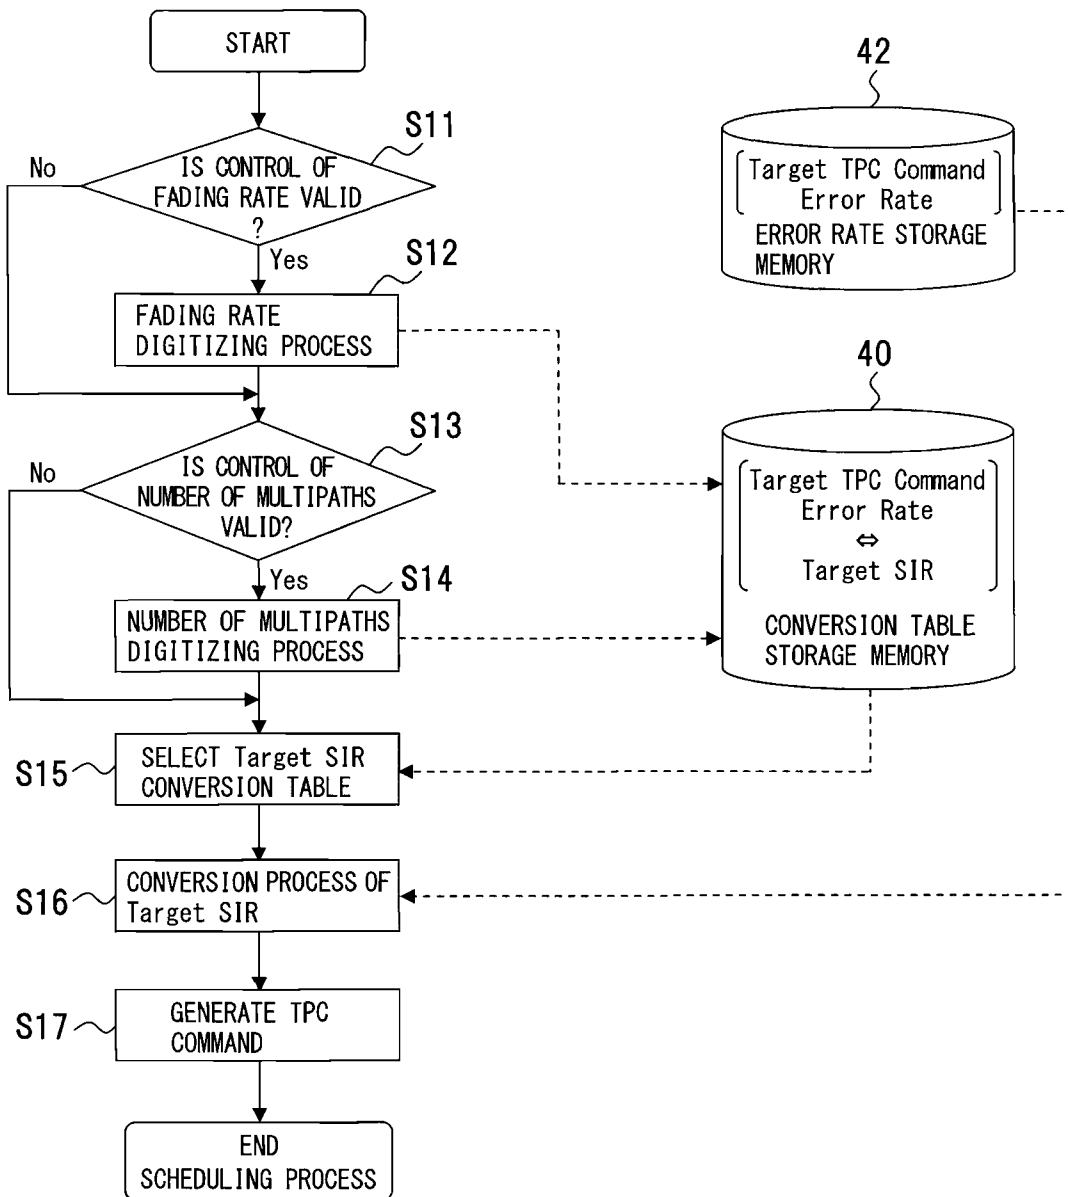 START
S11
No
IS CONTROL OF
FADING RATE VALID
?
Yes
S12
FADING RATE
DIGITIZING PROCESS
S13
No
IS CONTROL OF
NUMBER OF MULTIPATHS
VALID?
Yes
S14
NUMBER OF MULTIPATHS
DIGITIZING PROCESS
S15
SELECT Target SIR
CONVERSION TABLE
S16
CONVERSION PROCESS OF
Target SIR
S17
GENERATE TPC
COMMAND
END
SCHEDULING PROCESS
42
Target TPC Command
Error Rate
ERROR RATE STORAGE
MEMORY
40
Target TPC Command
Error Rate
⇔
Target SIR
CONVERSION TABLE
STORAGE MEMORY